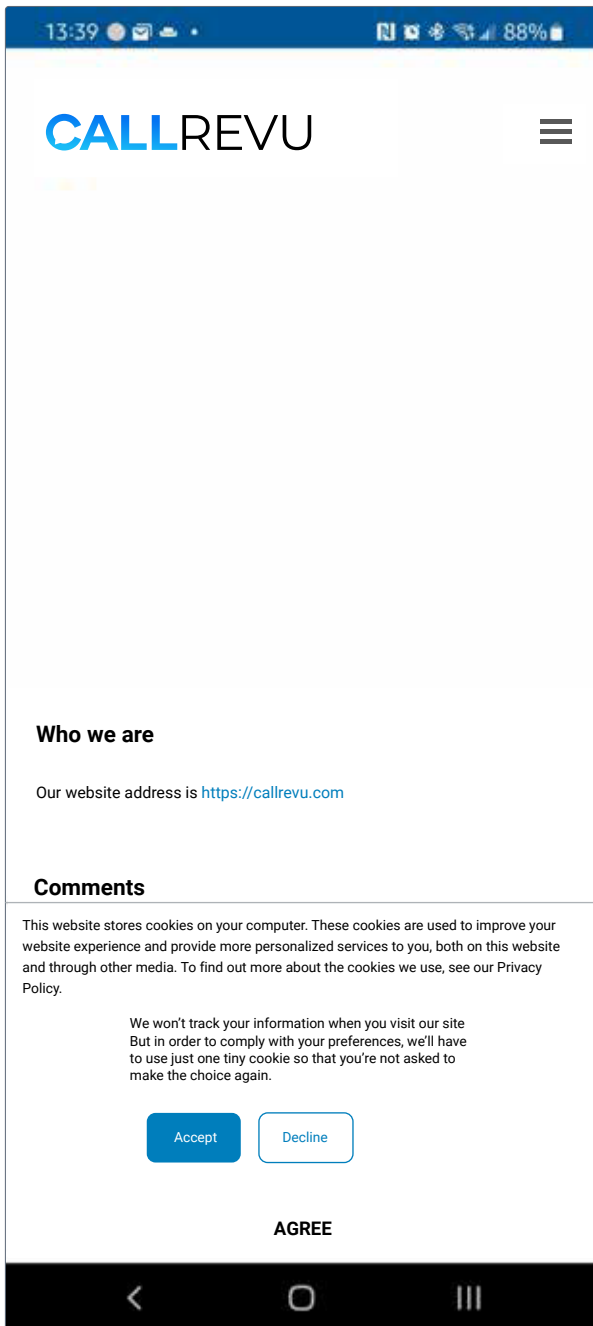 13:39
88%
CALLREVU
Who we are
Our website address is https://callrevu.com
Comments
This website stores cookies on your computer. These cookies are used to improve your
website experience and provide more personalized services to you, both on this website
and through other media. To find out more about the cookies we use, see our Privacy
Policy.
We won’t track your information when you visit our site
But in order to comply with your preferences, we’ll have
to use just one tiny cookie so that you’re not asked to
make the choice again.
Accept
Decline
AGREE